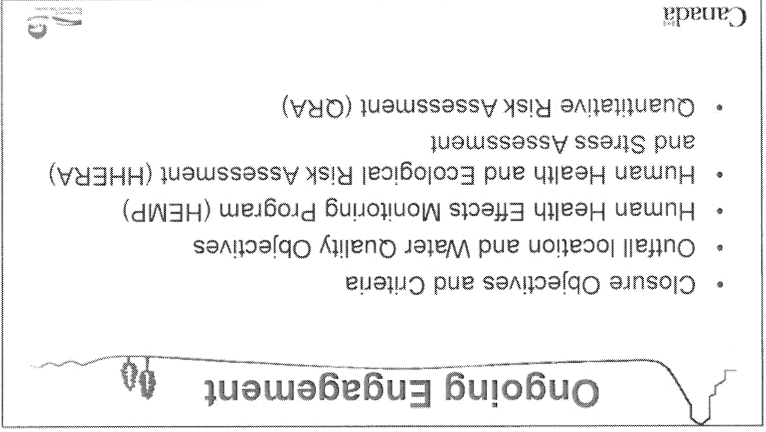 Ongoing Engagement
• Closure Objectives and Criteria
• Outfall location and Water Quality Objectives
• Human Health Effects Monitoring Program (HEMP)
• Human Health and Ecological Risk Assessment (HHERA)
and Stress Assessment
• Quantitative Risk Assessment (QRA)
Canada